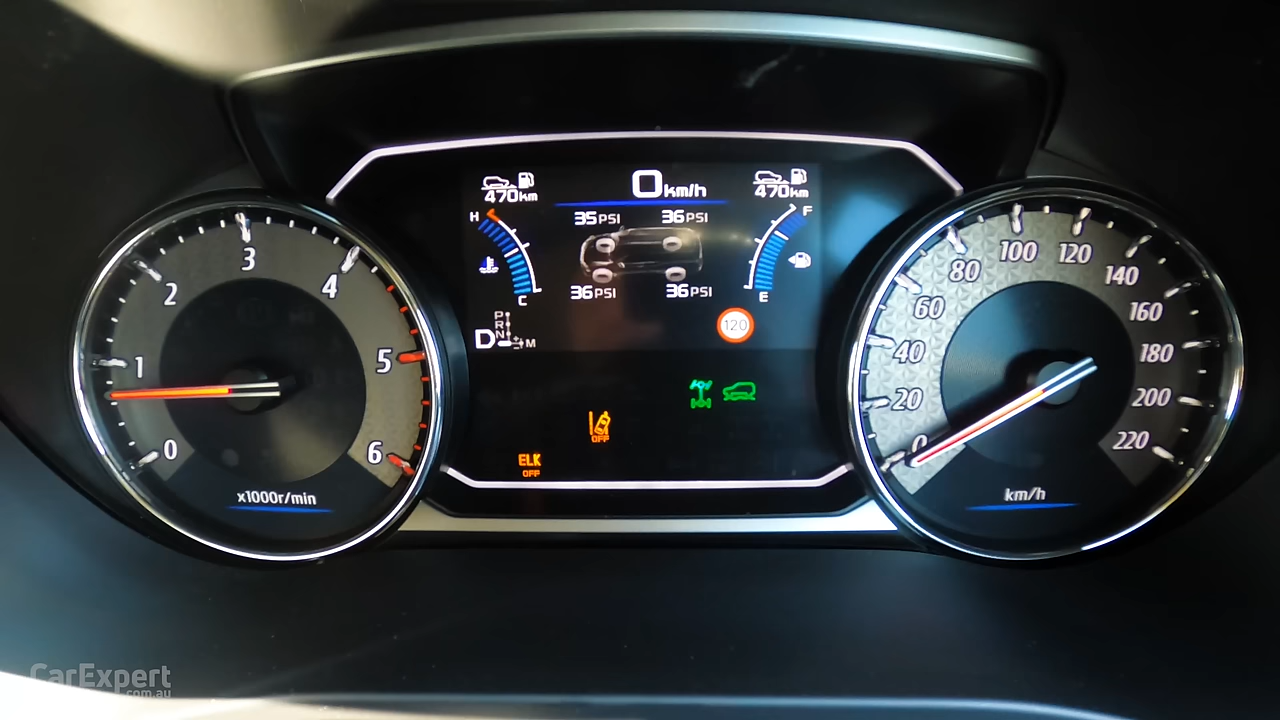 0 km/h
470km
470km
H
35 PSI
36 PSI
F
C
36 PSI
36 PSI
E
P
R
N
D
+
-
M
120
OFF
ELK
OFF
0
1
2
3
4
5
6
x1000r/min
0
20
40
60
80
100
120
140
160
180
200
220
km/h
CarExpert
.com.au